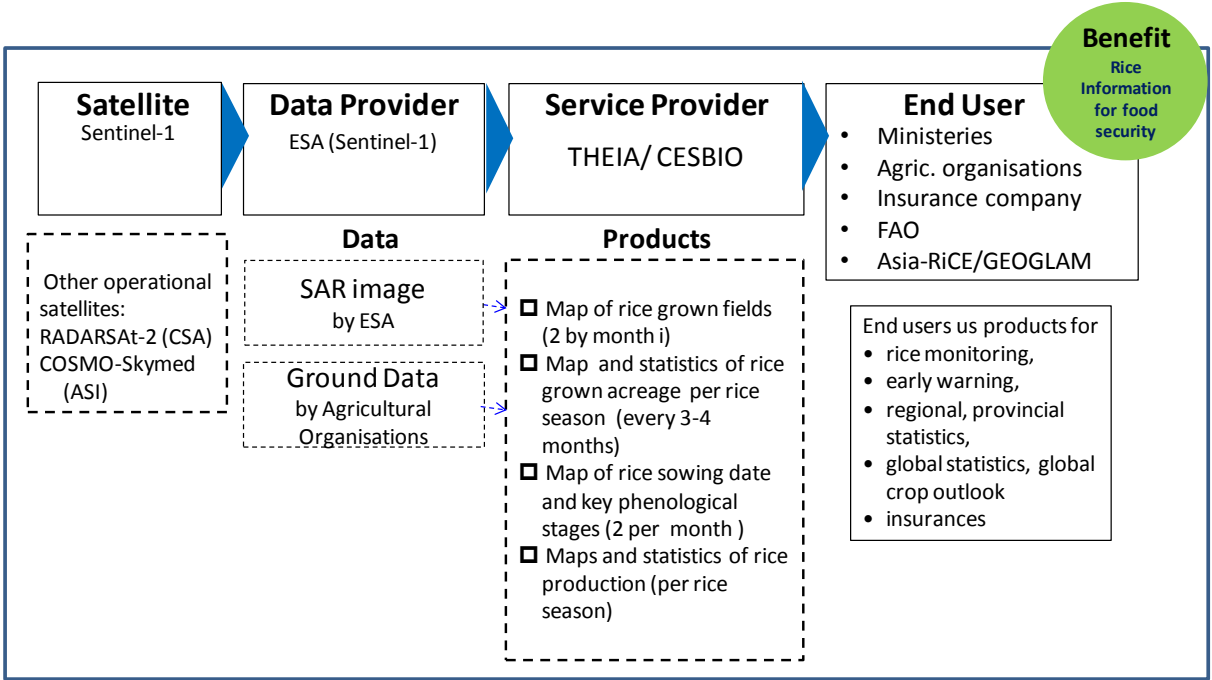 Benefit
Rice
Information
for food
security
Satellite
Sentinel-1
Data Provider
ESA (Sentinel-1)
Service Provider
THEIA/ CESBIO
End User
• Ministeries
• Agric. organisations
• Insurance company
• FAO
• Asia-RiCE/GEOGLAM
Other operational
satellites:
RADARSAt-2 (CSA)
COSMO-Skymed
(ASI)
Data
SAR image
by ESA
Ground Data
by Agricultural
Organisations
Products
❑ Map of rice grown fields
(2 by month i)
❑ Map and statistics of rice
grown acreage per rice
season (every 3-4
months)
❑ Map of rice sowing date
and key phenological
stages (2 per month )
❑ Maps and statistics of rice
production (per rice
season)
End users us products for
• rice monitoring,
• early warning,
• regional, provincial
statistics,
• global statistics, global
crop outlook
• insurances